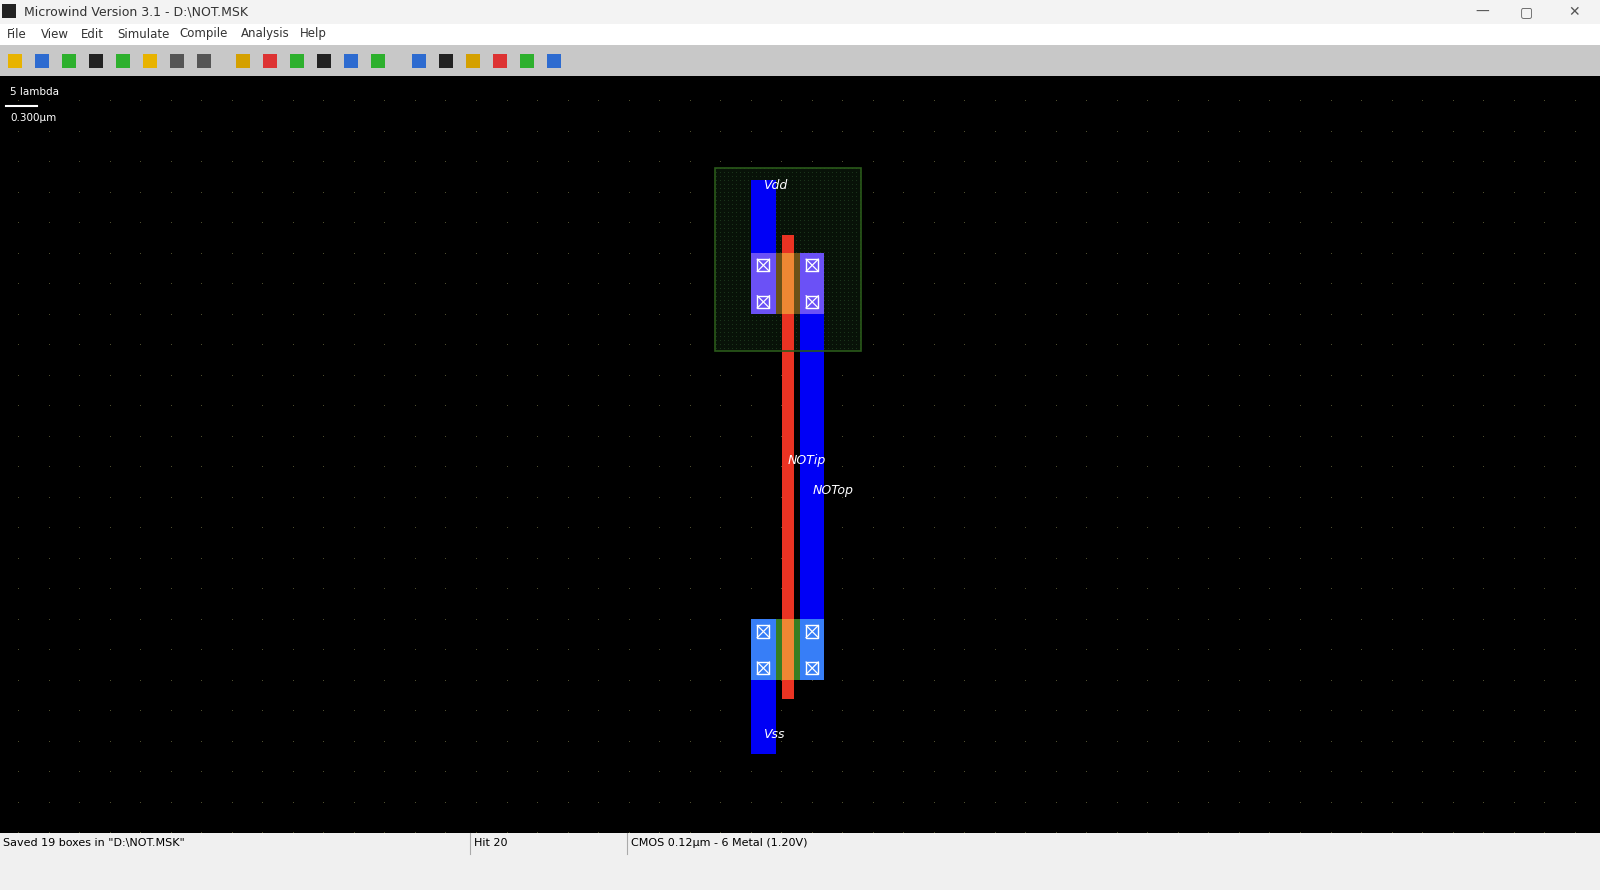 Microwind Version 3.1 - D:\NOT.MSK
File View Edit Simulate Compile Analysis Help
5 lambda
0.300µm
Vdd
NOTip
NOTop
Vss
Saved 19 boxes in "D:\NOT.MSK" Hit 20 CMOS 0.12µm - 6 Metal (1.20V)